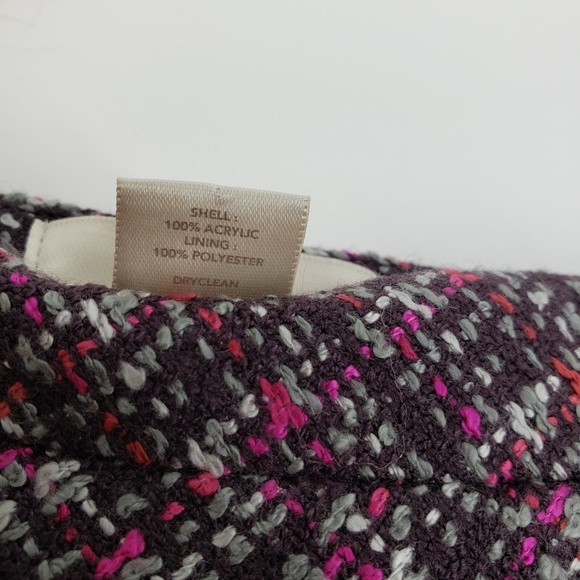 SHELL :
100% ACRYLIC
LINING :
100% POLYESTER
DRYCLEAN